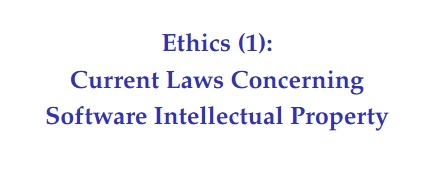 Ethics (1):
Current Laws Concerning
Software Intellectual Property